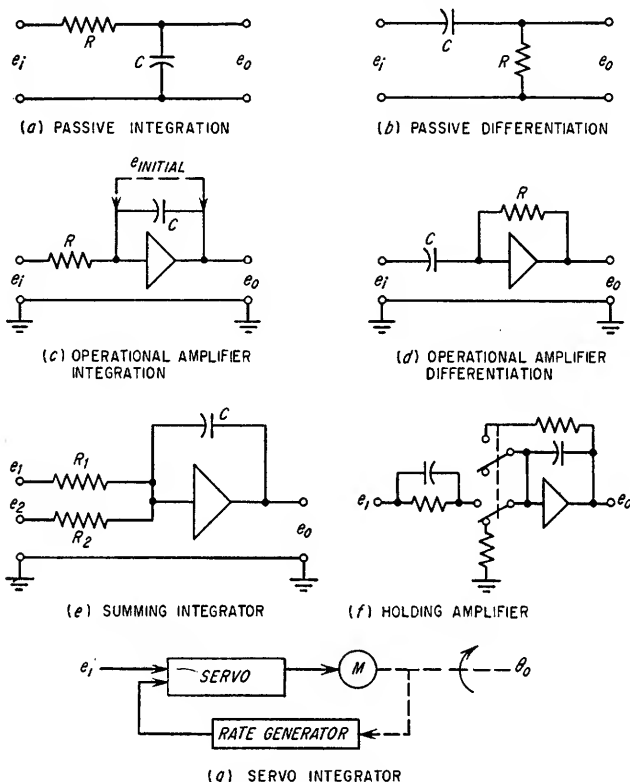 R
e_i C e_o
(a) PASSIVE INTEGRATION
C
e_i R e_o
(b) PASSIVE DIFFERENTIATION
e_INITIAL
C
R
e_i e_o
(c) OPERATIONAL AMPLIFIER
INTEGRATION
R
C
e_i e_o
(d) OPERATIONAL AMPLIFIER
DIFFERENTIATION
C
e_1 R_1
e_2
R_2 e_o
(e) SUMMING INTEGRATOR
e_1 e_o
(f) HOLDING AMPLIFIER
e_i SERVO M θ_o
RATE GENERATOR
(g) SERVO INTEGRATOR